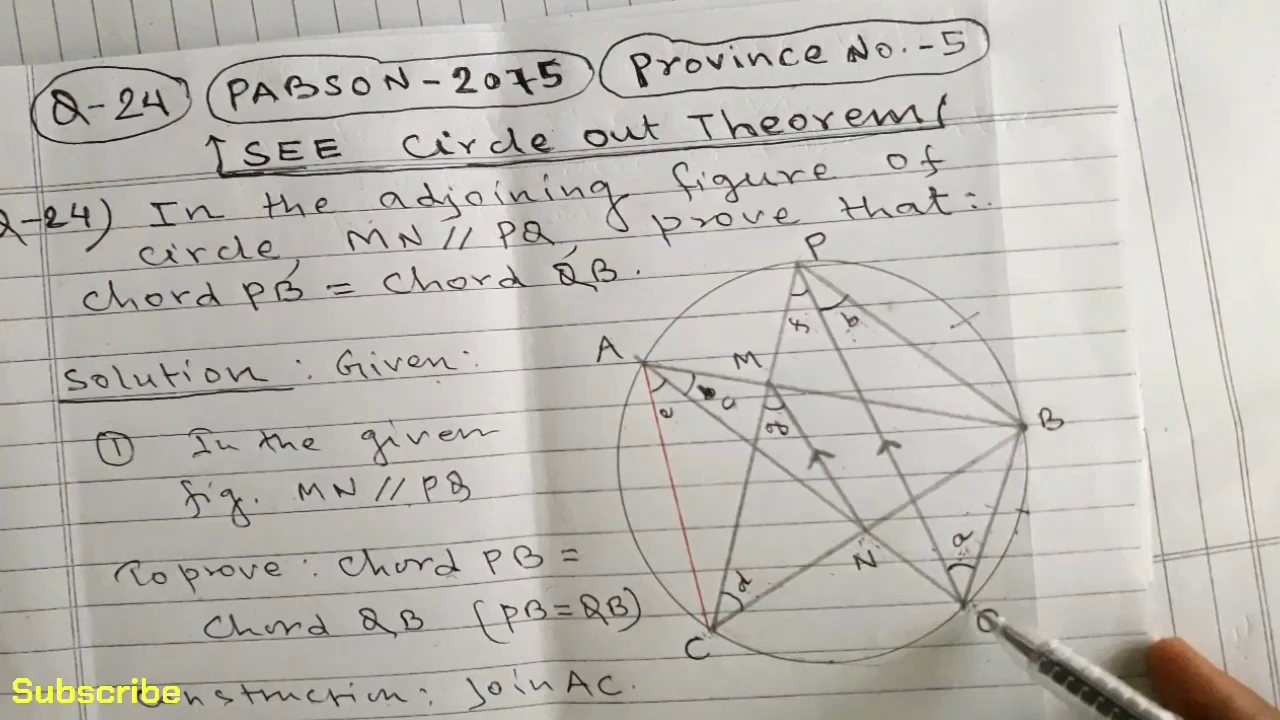 Q-24 PABSON-2075 Province No.-5
SEE Circle out Theorem
Q-24) In the adjoining figure of
circle, MN // PQ, prove that:
chord PB = chord QB.
P
A
M
x b
e a
B
Solution : Given:
① In the given
fig. MN // PQ
N
a
d
To prove: Chord PB =
Chord QB (PB=QB)
Q
C
Construction: Join AC.
Subscribe